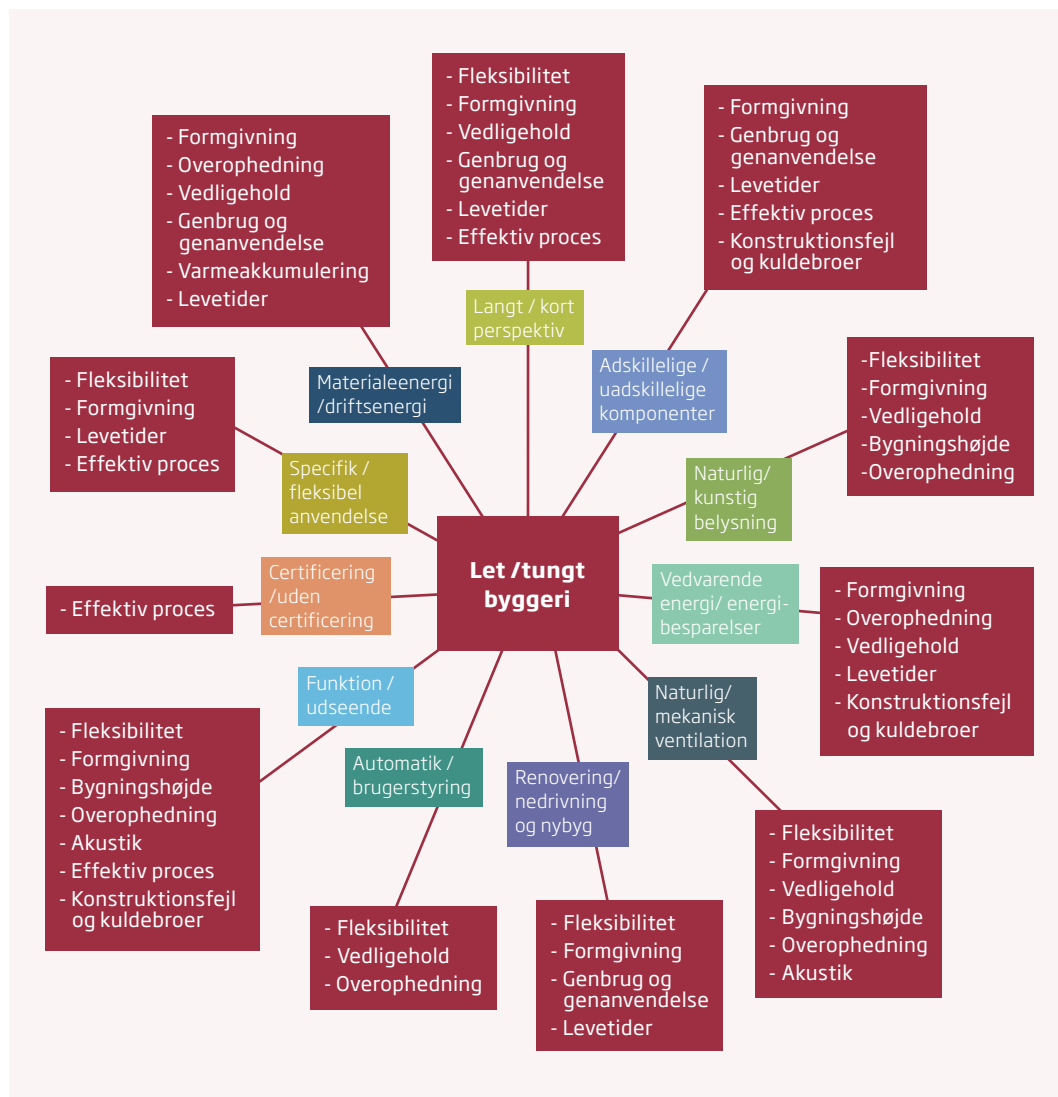 - Fleksibilitet
- Formgivning
- Vedligehold
- Genbrug og
genanvendelse
- Levetider
- Effektiv proces
Langt / kort
perspektiv
- Formgivning
- Genbrug og
genanvendelse
- Levetider
- Effektiv proces
- Konstruktionsfejl
og kuldebroer
Adskillelige /
uadskillelige
komponenter
-Fleksibilitet
-Formgivning
-Vedligehold
-Bygningshøjde
-Overophedning
Naturlig/
kunstig
belysning
- Formgivning
- Overophedning
- Vedligehold
- Levetider
- Konstruktionsfejl
og kuldebroer
Vedvarende
energi/ energi-
besparelser
- Fleksibilitet
- Formgivning
- Vedligehold
- Bygningshøjde
- Overophedning
- Akustik
Naturlig/
mekanisk
ventilation
- Fleksibilitet
- Formgivning
- Genbrug og
genanvendelse
- Levetider
Renovering/
nedrivning
og nybyg
- Fleksibilitet
- Vedligehold
- Overophedning
Automatik /
brugerstyring
- Fleksibilitet
- Formgivning
- Bygningshøjde
- Overophedning
- Akustik
- Effektiv proces
- Konstruktionsfejl
og kuldebroer
Funktion /
udseende
- Effektiv proces
Certificering
/uden
certificering
- Fleksibilitet
- Formgivning
- Levetider
- Effektiv proces
Specifik /
fleksibel
anvendelse
- Formgivning
- Overophedning
- Vedligehold
- Genbrug og
genanvendelse
- Varmeakkumulering
- Levetider
Materialeenergi
/driftsenergi
Let /tungt
byggeri